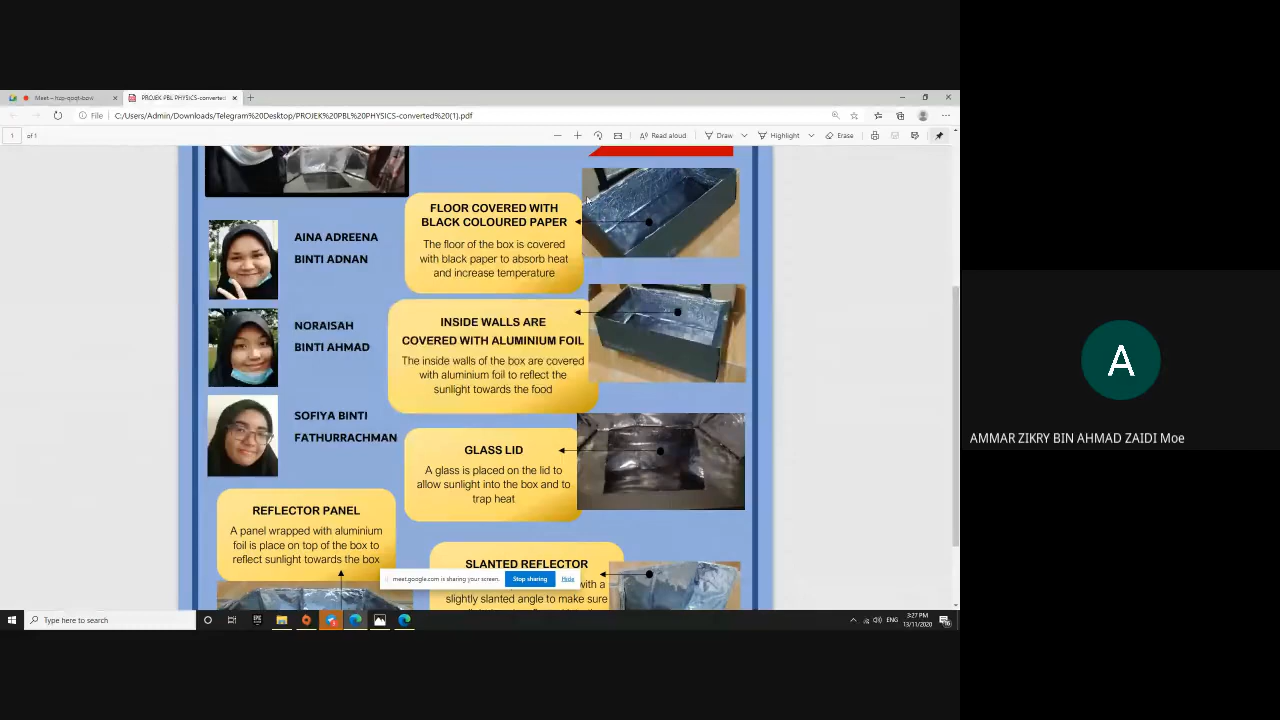 Meet – hzp-qoqt-bow
PROJEK PBL PHYSICS-converted
File
C:/Users/Admin/Downloads/Telegram%20Desktop/PROJEK%20PBL%20PHYSICS-converted%20(1).pdf
1
of 1
Read aloud
Draw
Highlight
Erase
FLOOR COVERED WITH
BLACK COLOURED PAPER
The floor of the box is covered
with black paper to absorb heat
and increase temperature
AINA ADREENA
BINTI ADNAN
INSIDE WALLS ARE
COVERED WITH ALUMINIUM FOIL
The inside walls of the box are covered
with aluminium foil to reflect the
sunlight towards the food
NORAISAH
BINTI AHMAD
SOFIYA BINTI
FATHURRACHMAN
GLASS LID
A glass is placed on the lid to
allow sunlight into the box and to
trap heat
REFLECTOR PANEL
A panel wrapped with aluminium
foil is place on top of the box to
reflect sunlight towards the box
SLANTED REFLECTOR
with a
slightly slanted angle to make sure
meet.google.com is sharing your screen.
Stop sharing
Hide
Type here to search
EPIC
ENG
3:27 PM
13/11/2020
A
AMMAR ZIKRY BIN AHMAD ZAIDI Moe